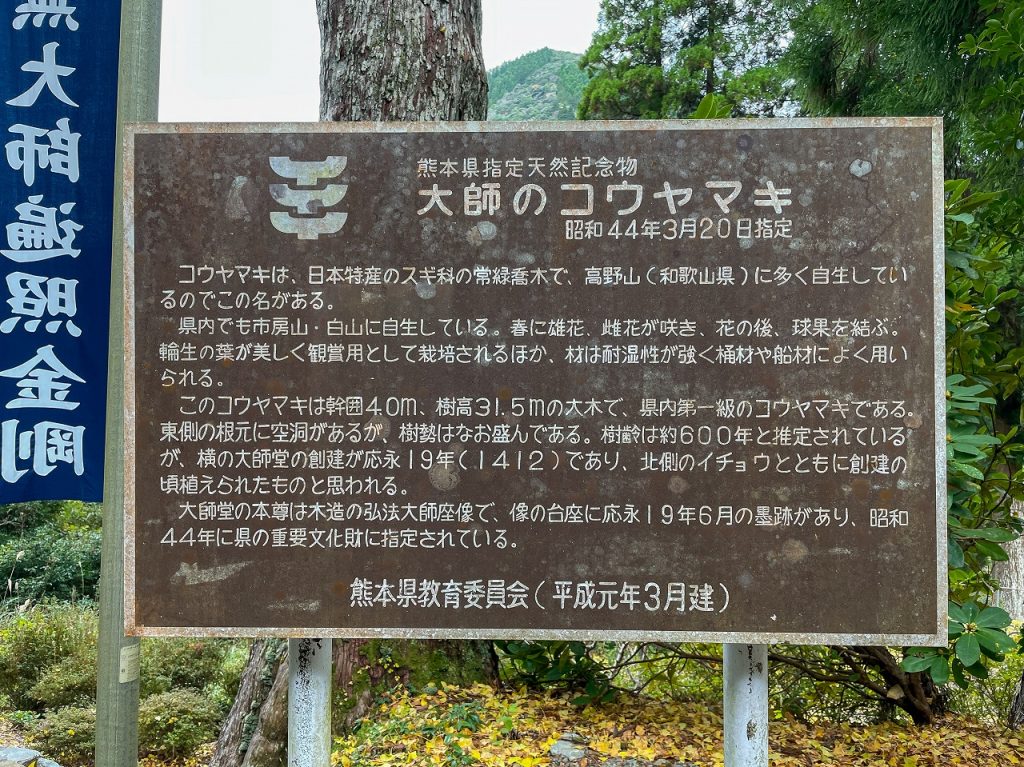 無大師遍照金剛
熊本県指定天然記念物
大師のコウヤマキ
昭和44年3月20日指定
コウヤマキは、日本特産のスギ科の常緑喬木で、高野山(和歌山県)に多く自生してい
るのでこの名がある。
県内でも市房山・白山に自生している。春に雄花、雌花が咲き、花の後、球果を結ぶ。
輪生の葉が美しく観賞用として栽培されるほか、材は耐湿性が強く桶材や船材によく用い
られる。
このコウヤマキは幹囲4.0m、樹高31.5mの大木で、県内第一級のコウヤマキである。
東側の根元に空洞があるが、樹勢はなお盛んである。樹齢は約600年と推定されている
が、横の大師堂の創建が応永19年(1412)であり、北側のイチョウとともに創建の
頃植えられたものと思われる。
大師堂の本尊は木造の弘法大師座像で、像の台座に応永19年6月の墨跡があり、昭和
44年に県の重要文化財に指定されている。
熊本県教育委員会(平成元年3月建)